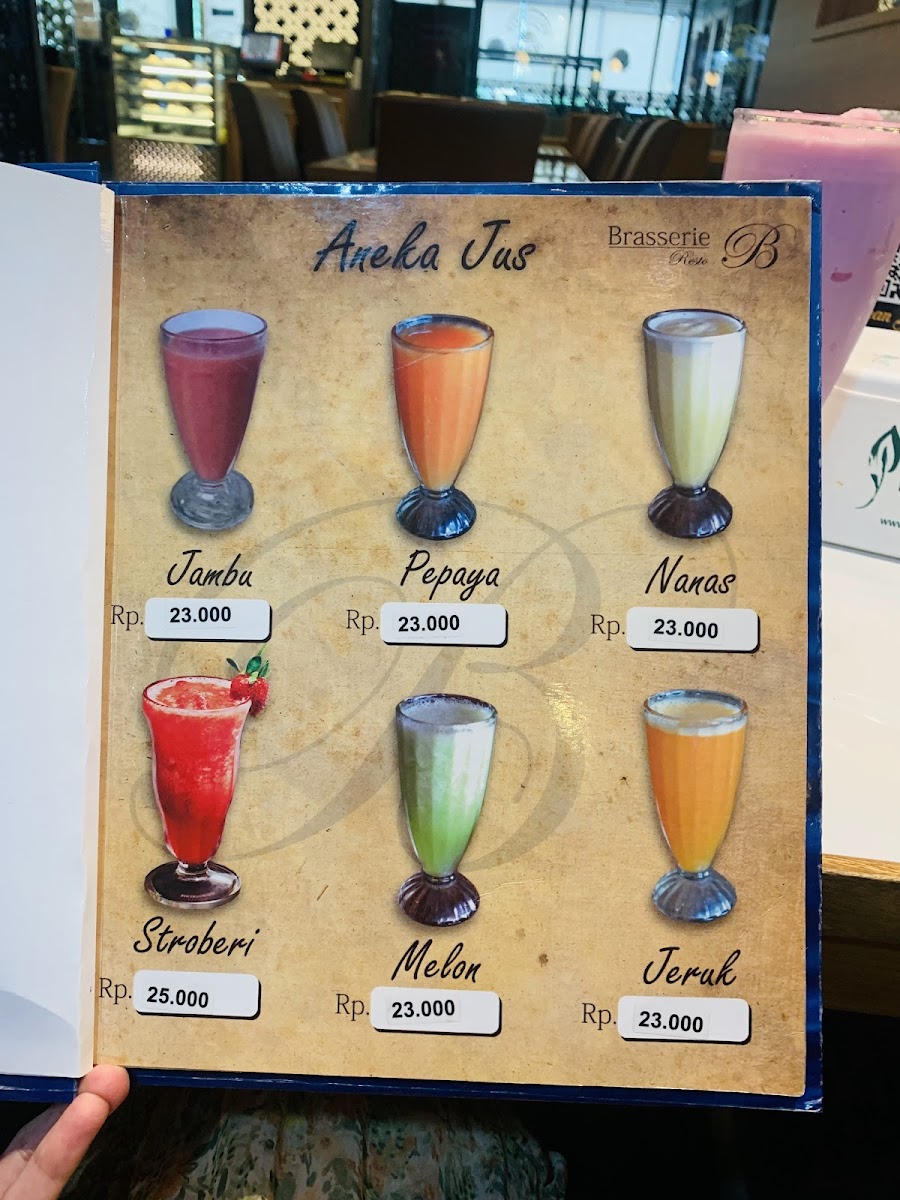 Aneka Jus
Brasserie
Resto
B
Jambu
Pepaya
Nanas
Rp. 23.000
Rp. 23.000
Rp. 23.000
Stroberi
Melon
Jeruk
Rp. 25.000
Rp. 23.000
Rp. 23.000